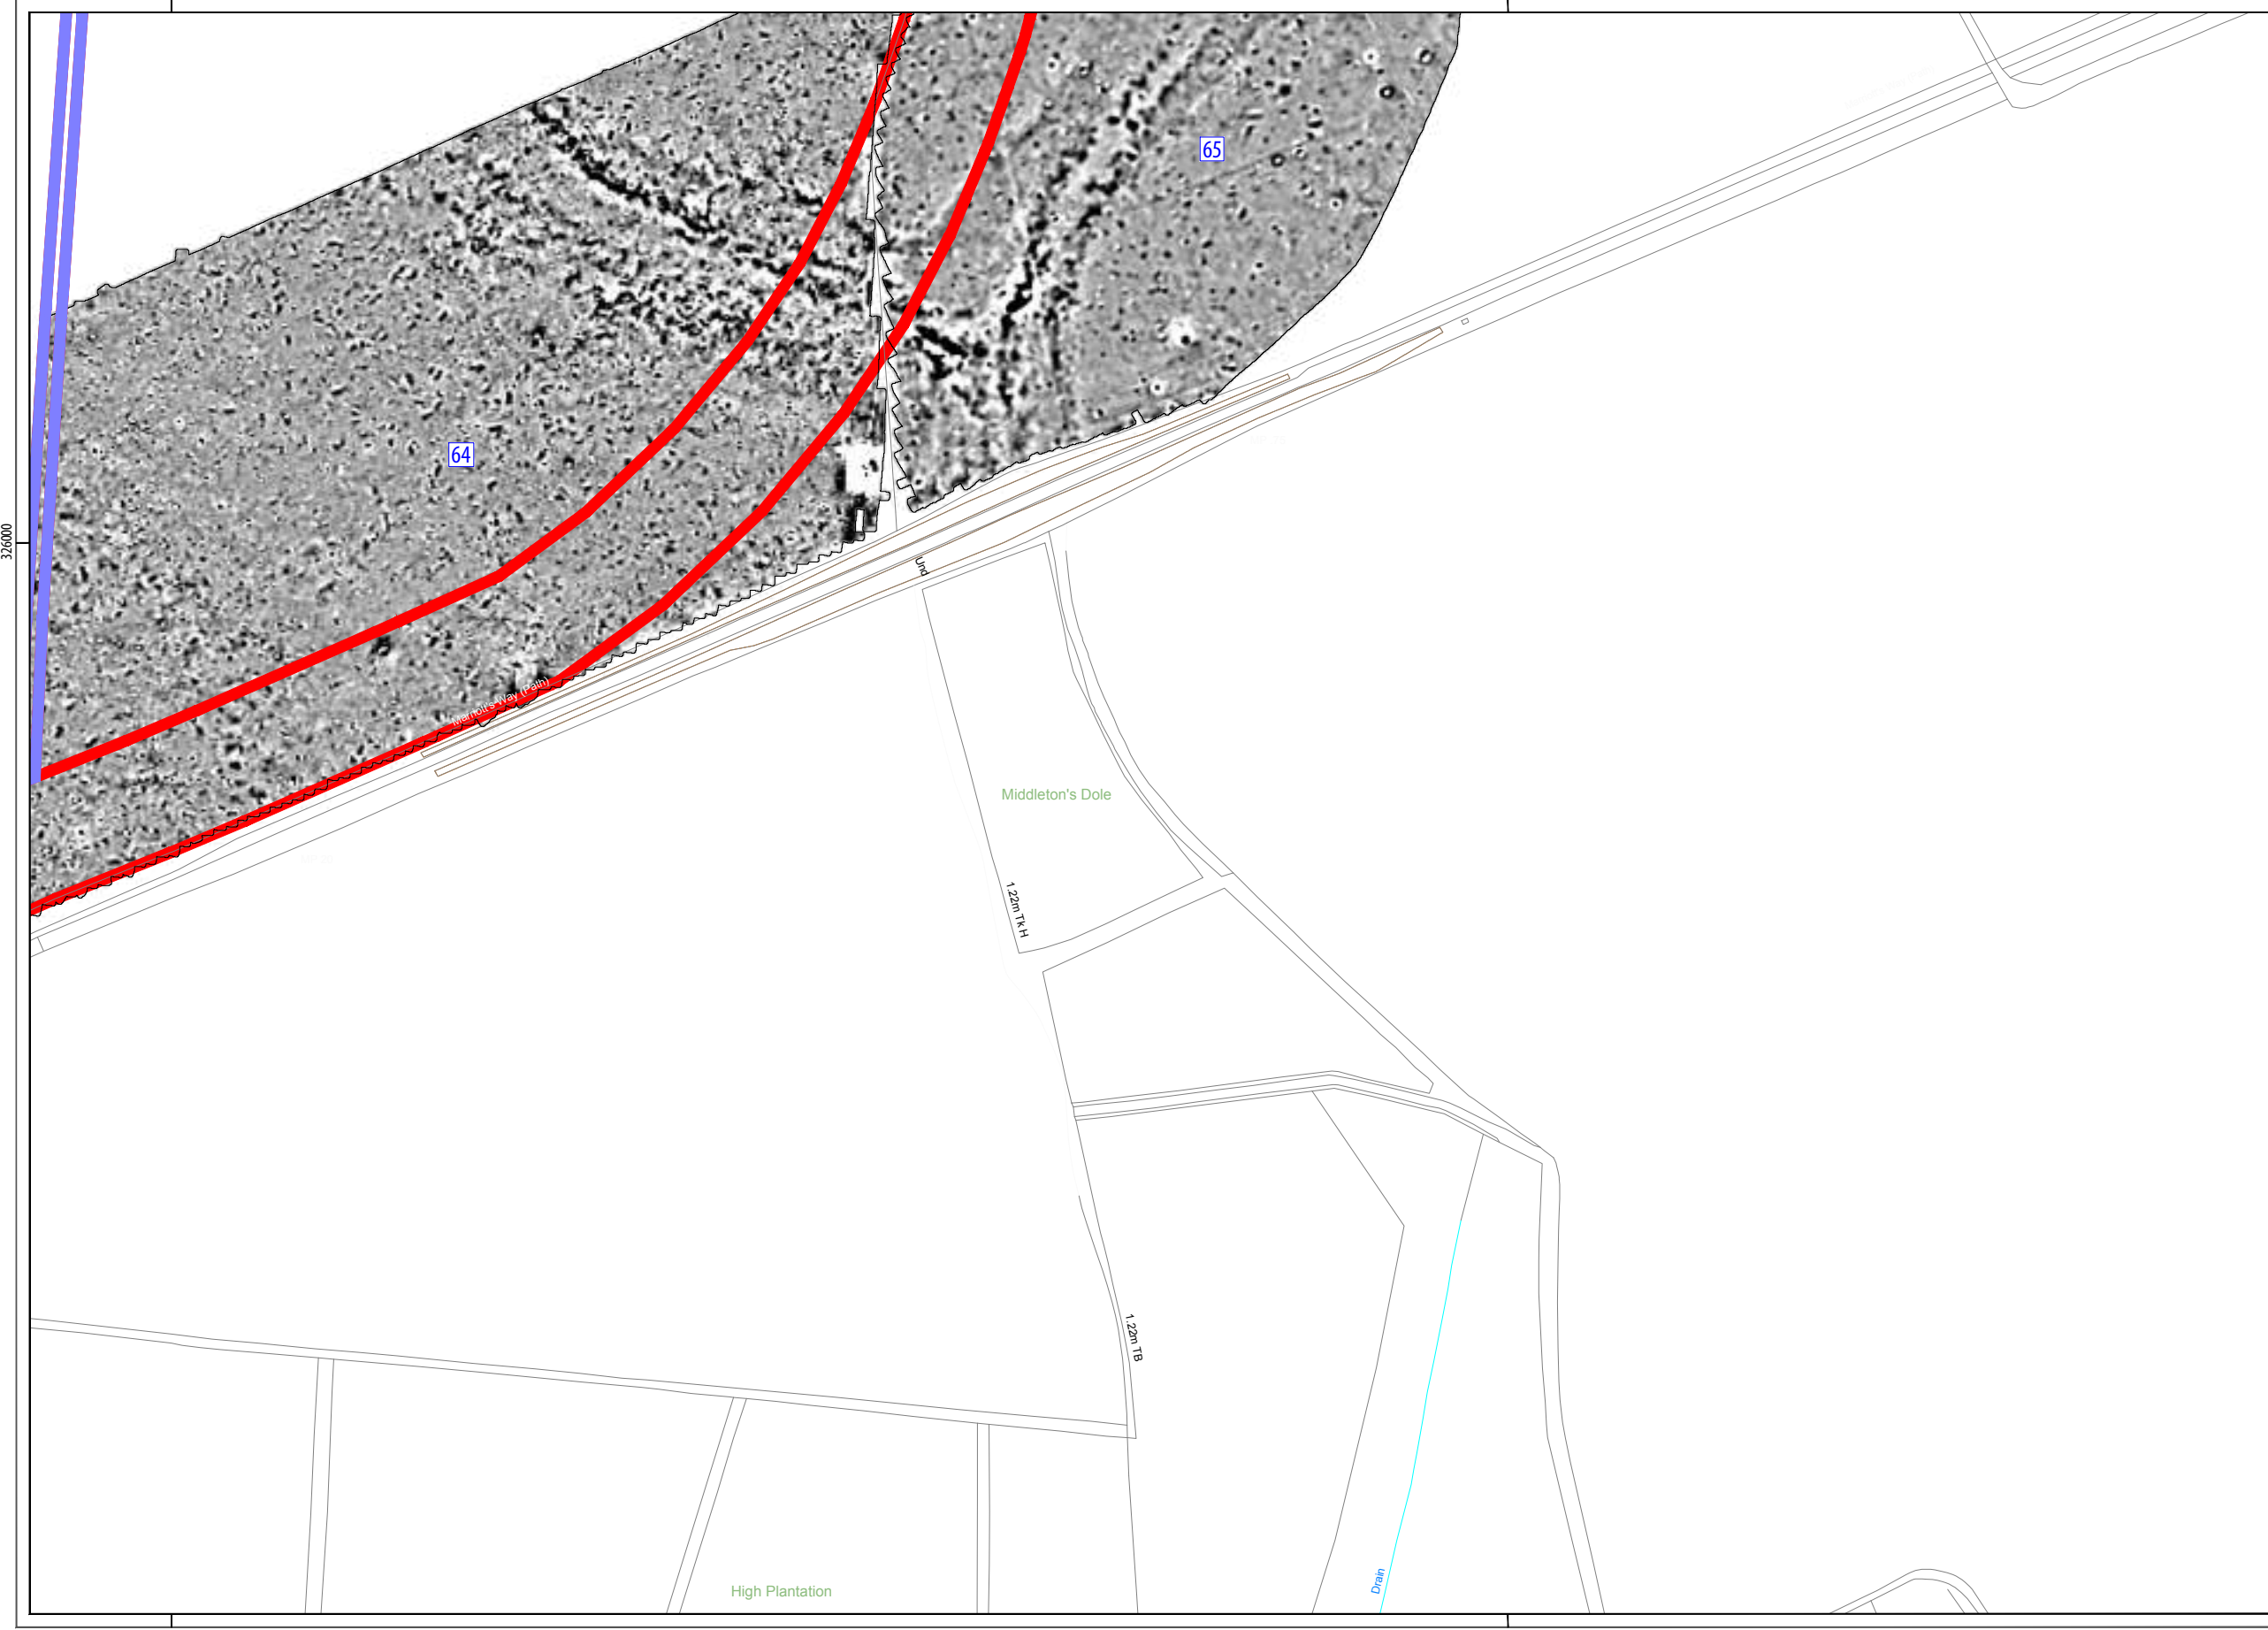 65
64
326000
Und
Marriott's Way (Path)
Middleton's Dole
1.22m Tk H
1.22m TB
Drain
High Plantation